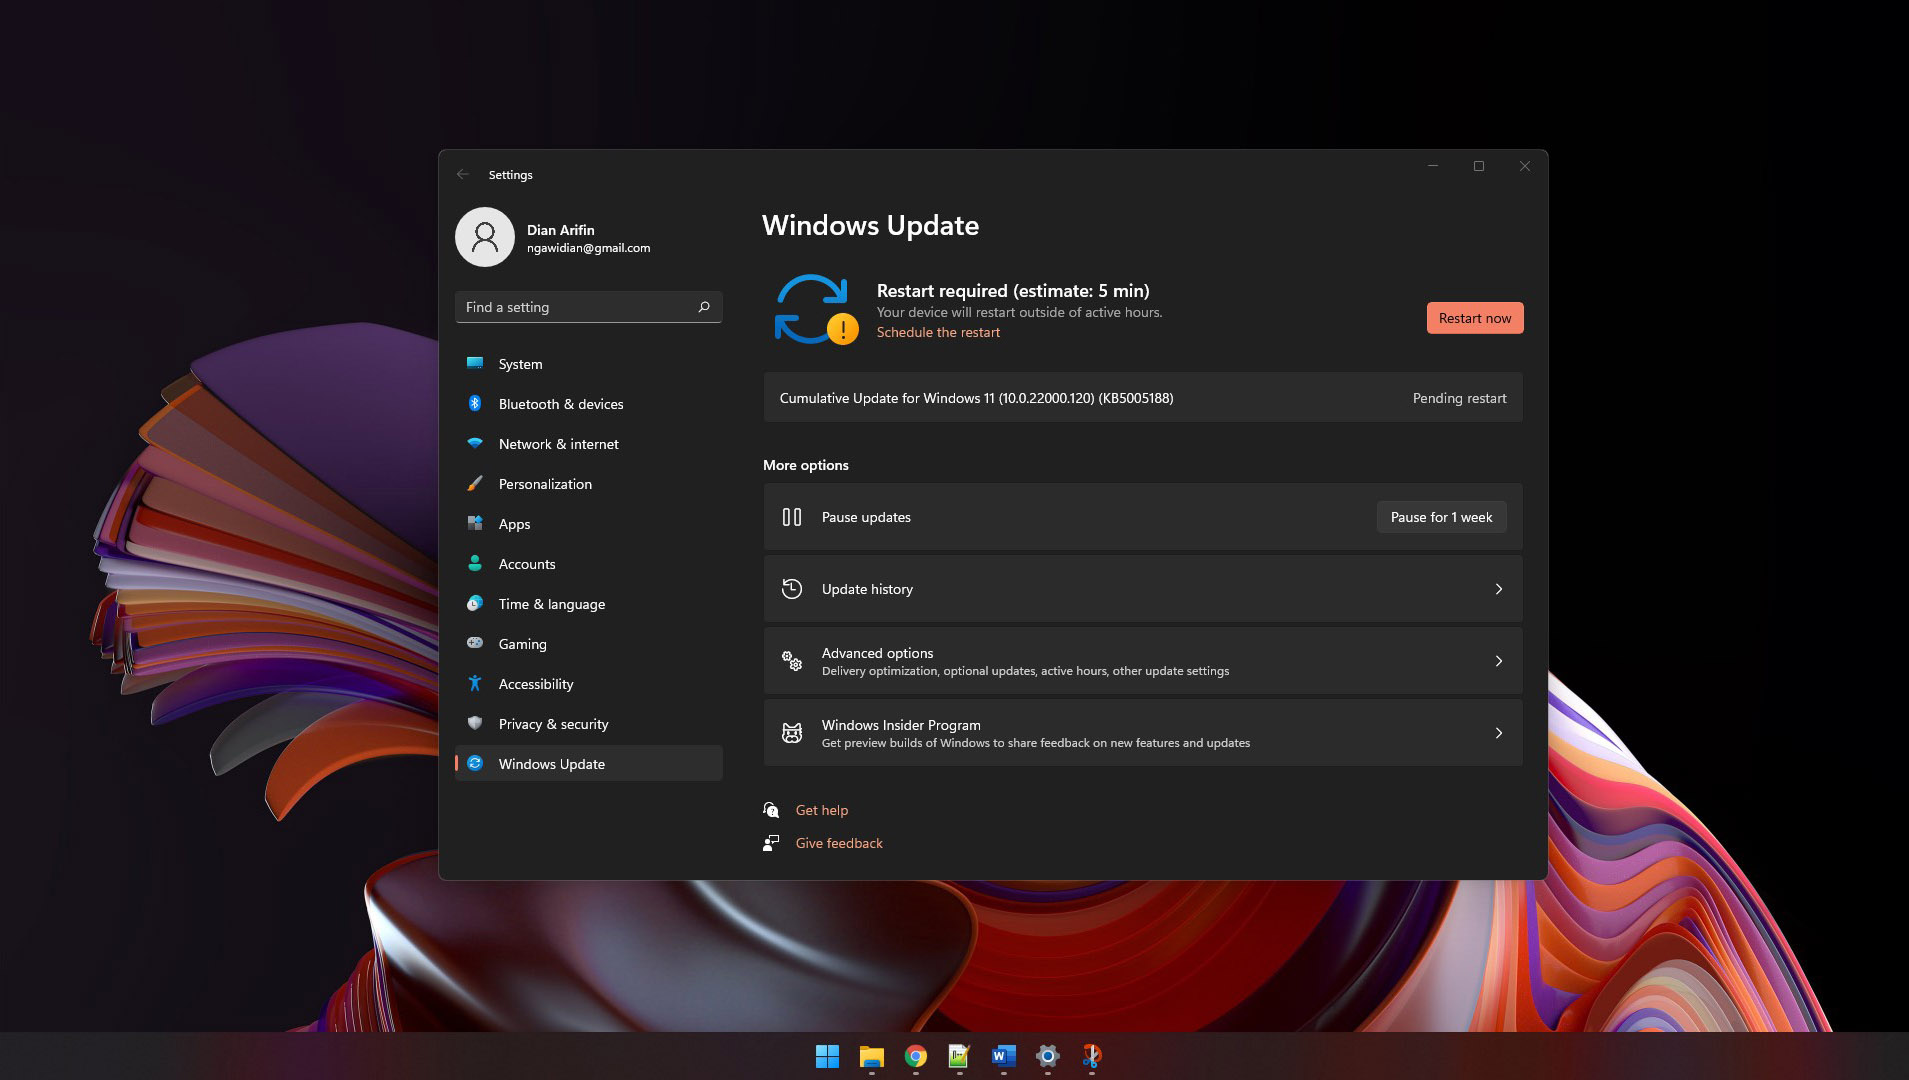 Settings
Dian Arifin
ngawidian@gmail.com
Find a setting
System
Bluetooth & devices
Network & internet
Personalization
Apps
Accounts
Time & language
Gaming
Accessibility
Privacy & security
Windows Update
Windows Update
Restart required (estimate: 5 min)
Your device will restart outside of active hours.
Schedule the restart
Restart now
Cumulative Update for Windows 11 (10.0.22000.120) (KB5005188)
Pending restart
More options
Pause updates
Pause for 1 week
Update history
Advanced options
Delivery optimization, optional updates, active hours, other update settings
Windows Insider Program
Get preview builds of Windows to share feedback on new features and updates
Get help
Give feedback
W